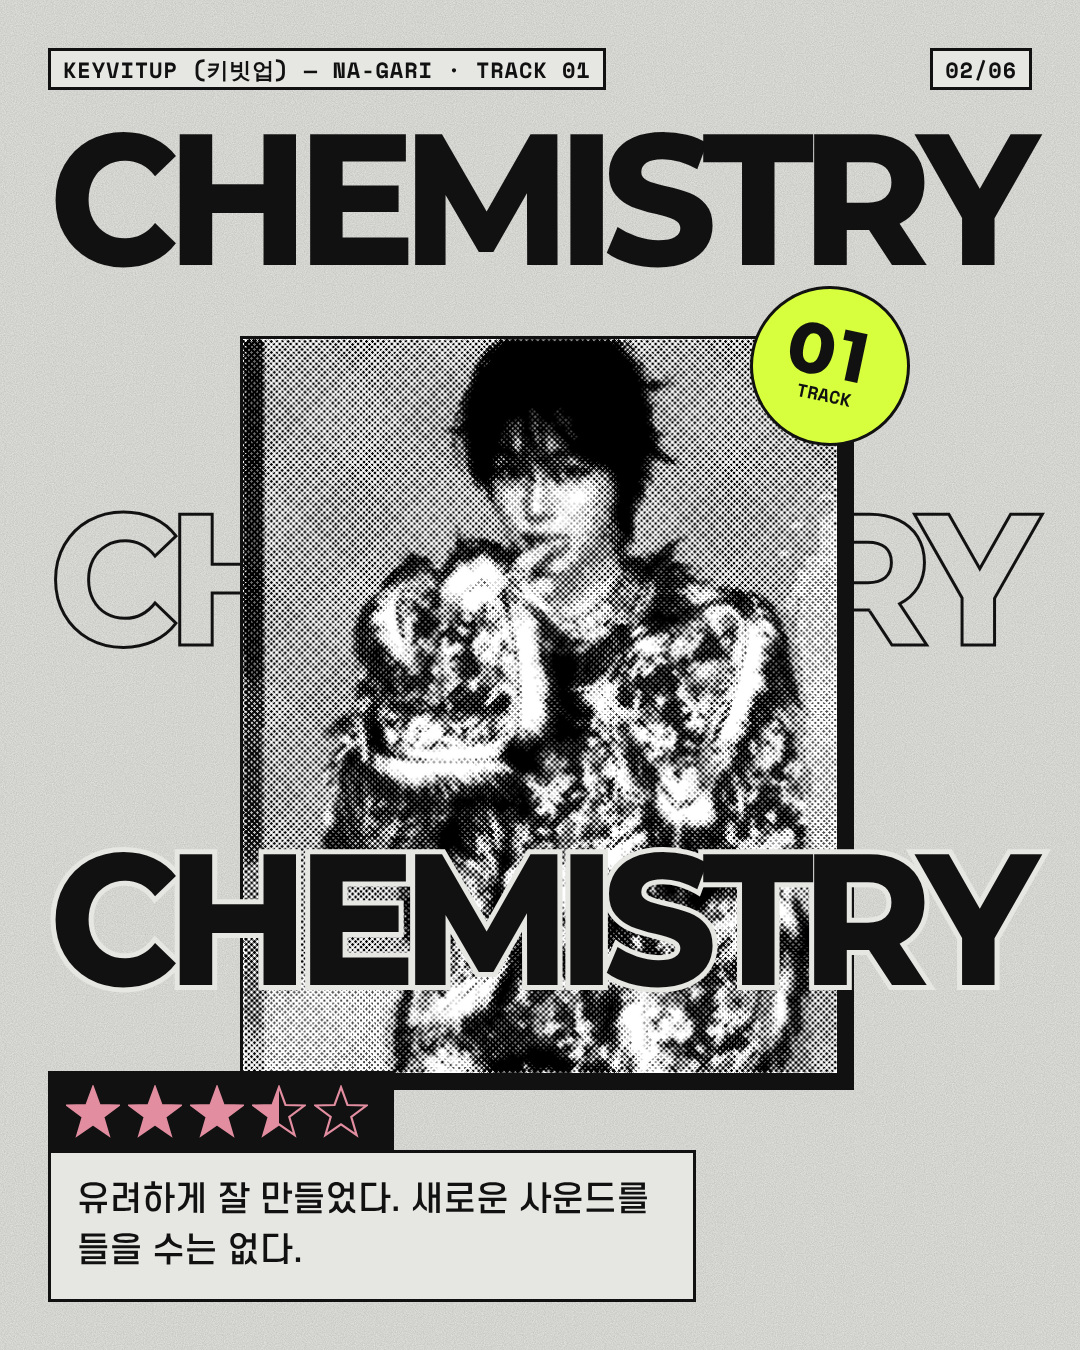 KEYVITUP (키빗업) — NA-GARI · TRACK 01
02/06
CHEMISTRY
01
TRACK
CH RY
CHEMISTRY
유려하게 잘 만들었다. 새로운 사운드를
들을 수는 없다.